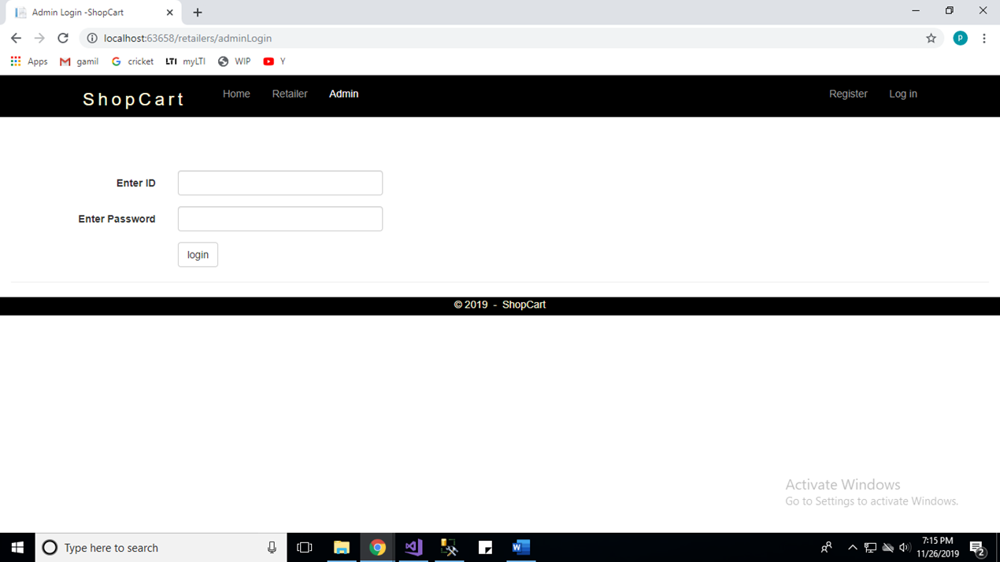 Admin Login -ShopCart
localhost:63658/retailers/adminLogin
P
Apps gamil cricket LTI myLTI WIP Y
ShopCart Home Retailer Admin Register Log in
Enter ID
Enter Password
login
© 2019 - ShopCart
Activate Windows
Go to Settings to activate Windows.
Type here to search
7:15 PM
11/26/2019
2